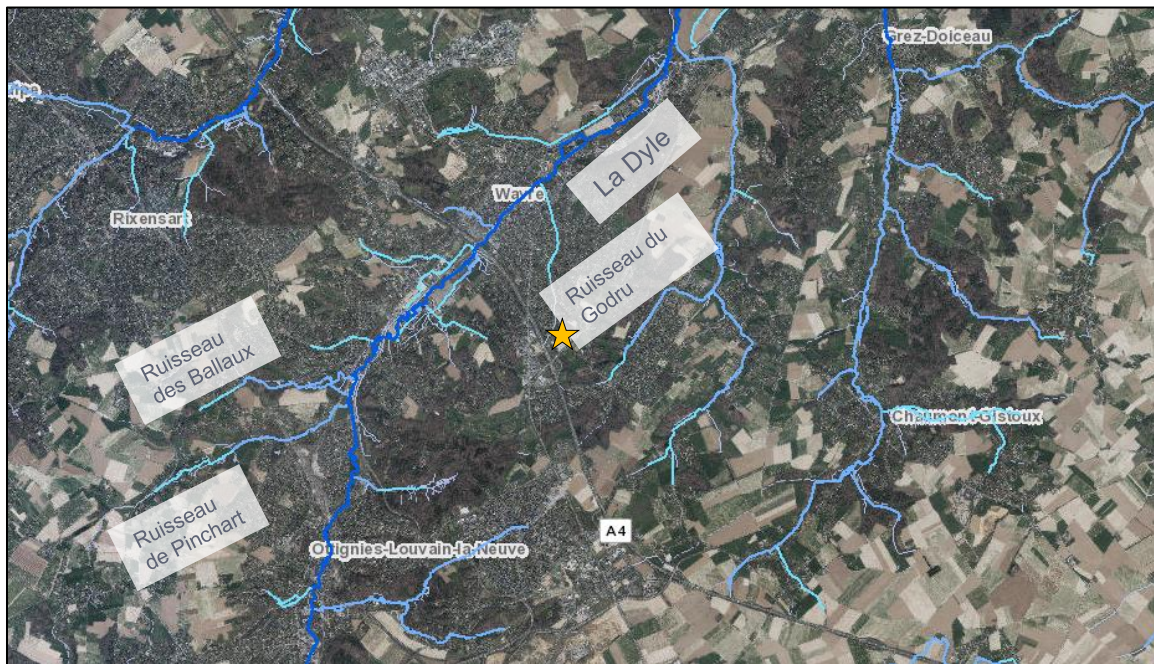 Grez-Doiceau
La Dyle
Wavre
Rixensart
Ruisseau du
Godru
Ruisseau
des Ballaux
Chaumont-Gistoux
Ruisseau
de Pinchart
A4
Ottignies-Louvain-la-Neuve